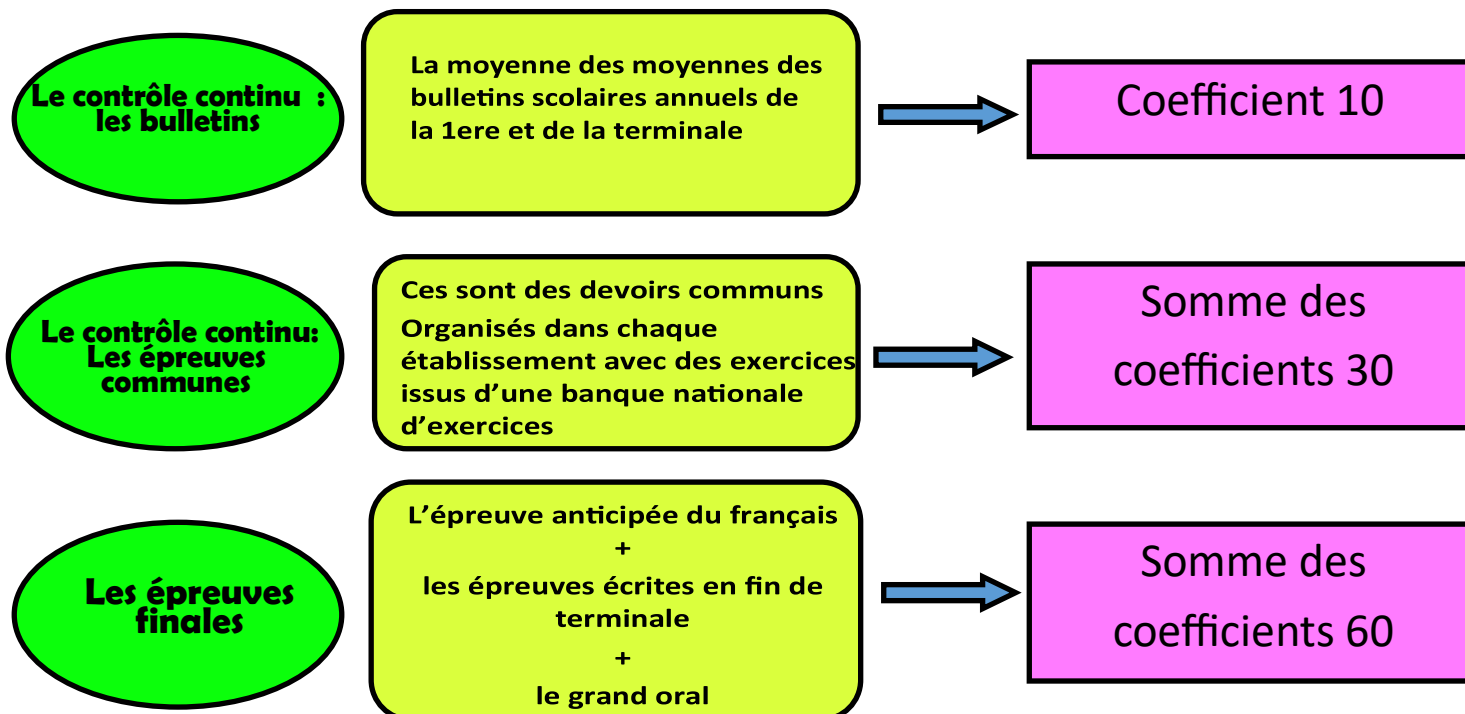 Le contrôle continu  :
les bulletins
La moyenne des moyennes des
bulletins scolaires annuels de
la 1ere et de la terminale
Coefficient 10
Le contrôle continu:
Les épreuves
communes
Ces sont des devoirs communs
Organisés dans chaque
établissement avec des exercices
issus d’une banque nationale
d’exercices
Somme des
coefficients 30
Les épreuves
finales
L’épreuve anticipée du français
+
les épreuves écrites en fin de
terminale
+
le grand oral
Somme des
coefficients 60